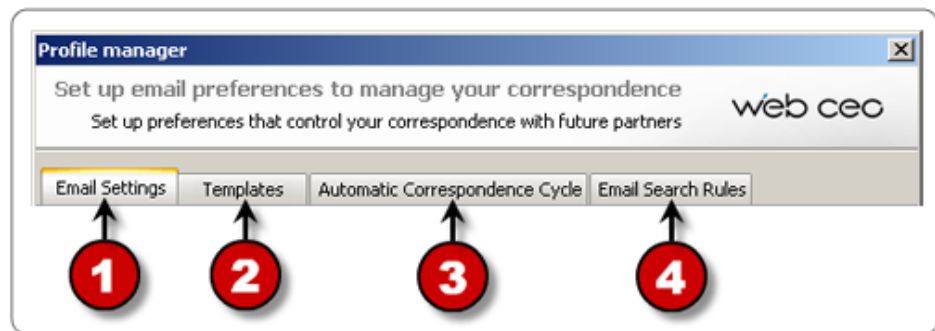 Profile manager
Set up email preferences to manage your correspondence
Set up preferences that control your correspondence with future partners
web ceo
Email Settings Templates Automatic Correspondence Cycle Email Search Rules
1 2 3 4